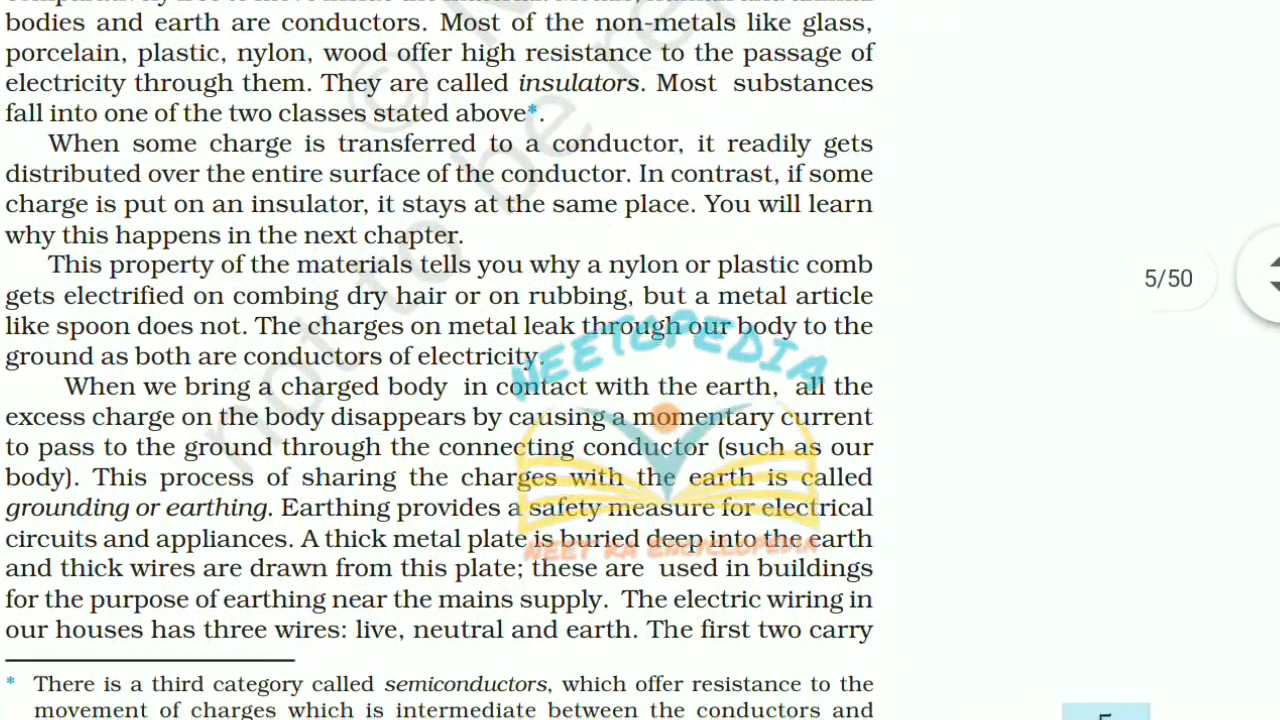 bodies and earth are conductors. Most of the non-metals like glass,
porcelain, plastic, nylon, wood offer high resistance to the passage of
electricity through them. They are called insulators. Most substances
fall into one of the two classes stated above*.
When some charge is transferred to a conductor, it readily gets
distributed over the entire surface of the conductor. In contrast, if some
charge is put on an insulator, it stays at the same place. You will learn
why this happens in the next chapter.
This property of the materials tells you why a nylon or plastic comb
gets electrified on combing dry hair or on rubbing, but a metal article
like spoon does not. The charges on metal leak through our body to the
ground as both are conductors of electricity.
When we bring a charged body in contact with the earth, all the
excess charge on the body disappears by causing a momentary current
to pass to the ground through the connecting conductor (such as our
body). This process of sharing the charges with the earth is called
grounding or earthing. Earthing provides a safety measure for electrical
circuits and appliances. A thick metal plate is buried deep into the earth
and thick wires are drawn from this plate; these are used in buildings
for the purpose of earthing near the mains supply. The electric wiring in
our houses has three wires: live, neutral and earth. The first two carry
* There is a third category called semiconductors, which offer resistance to the
movement of charges which is intermediate between the conductors and
5/50
NEETOPEDIA
NEET KA ENCYCLOPEDIA
© 
not to be re